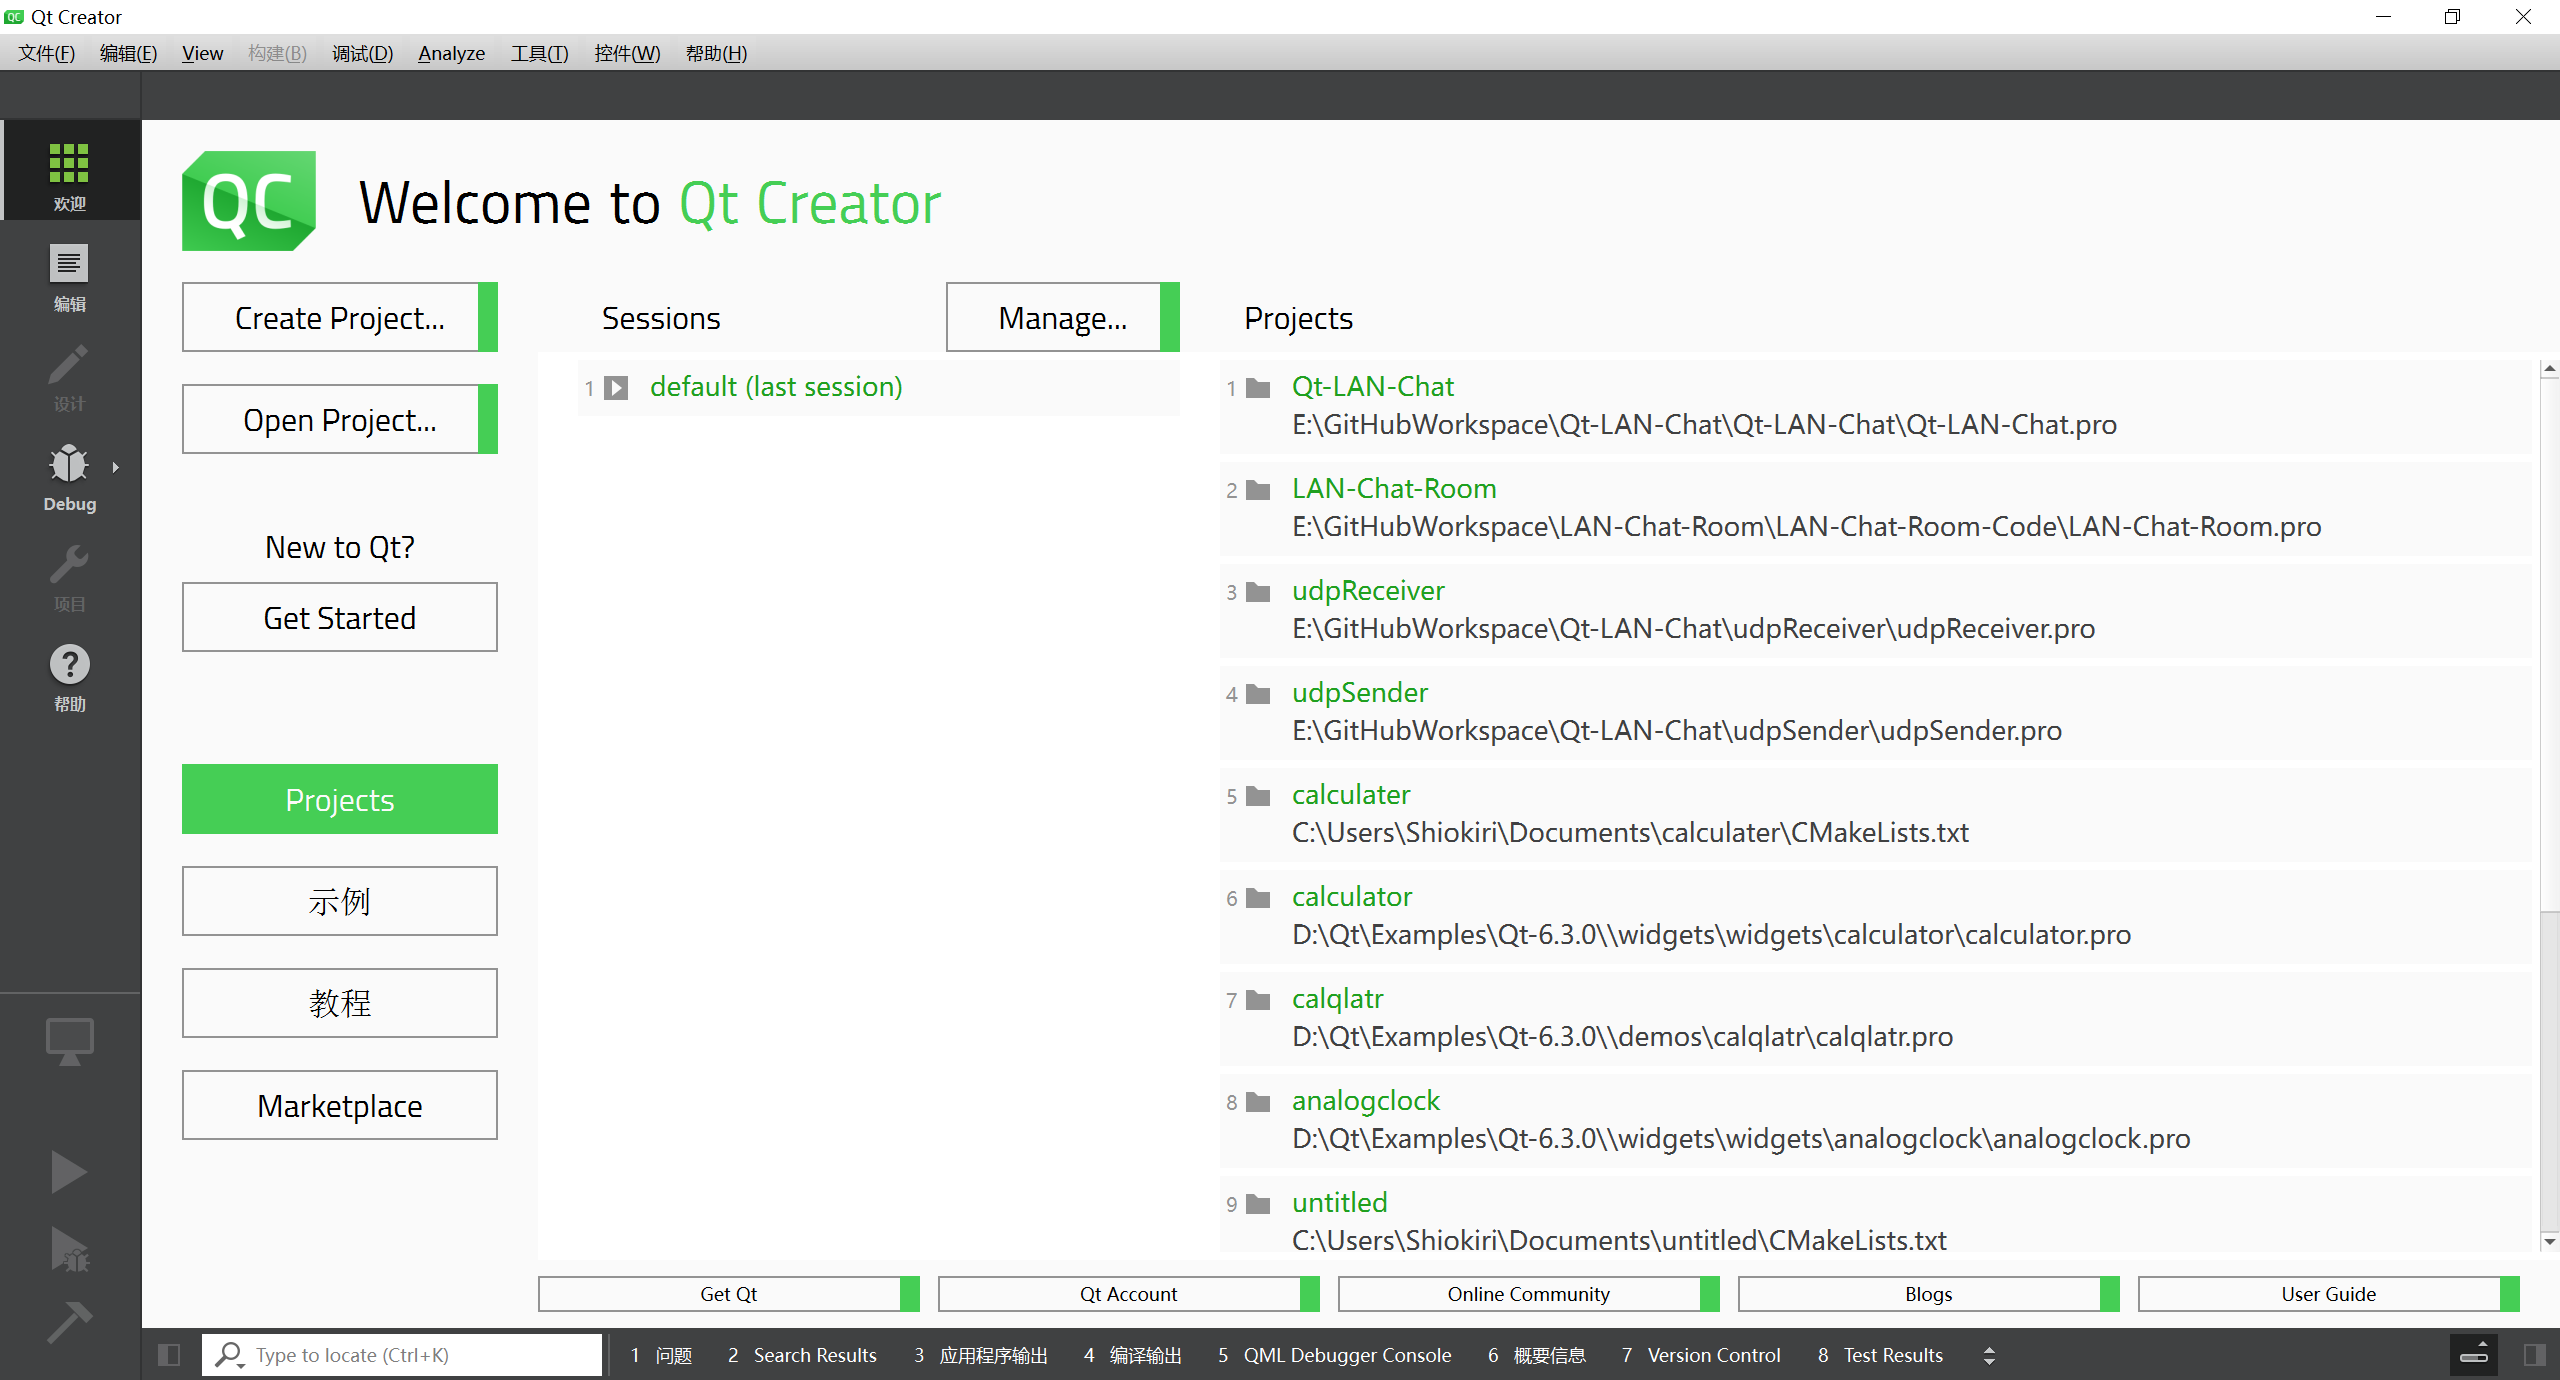 QC Qt Creator
文件(F) 编辑(E) View 构建(B) 调试(D) Analyze 工具(T) 控件(W) 帮助(H)
欢迎
编辑
设计
Debug
项目
帮助
QC Welcome to Qt Creator
Create Project...
Open Project...
New to Qt?
Get Started
Projects
示例
教程
Marketplace
Sessions
Manage...
1 default (last session)
Projects
1 Qt-LAN-Chat
E:\GitHubWorkspace\Qt-LAN-Chat\Qt-LAN-Chat\Qt-LAN-Chat.pro
2 LAN-Chat-Room
E:\GitHubWorkspace\LAN-Chat-Room\LAN-Chat-Room-Code\LAN-Chat-Room.pro
3 udpReceiver
E:\GitHubWorkspace\Qt-LAN-Chat\udpReceiver\udpReceiver.pro
4 udpSender
E:\GitHubWorkspace\Qt-LAN-Chat\udpSender\udpSender.pro
5 calculater
C:\Users\Shiokiri\Documents\calculater\CMakeLists.txt
6 calculator
D:\Qt\Examples\Qt-6.3.0\\widgets\widgets\calculator\calculator.pro
7 calqlatr
D:\Qt\Examples\Qt-6.3.0\\demos\calqlatr\calqlatr.pro
8 analogclock
D:\Qt\Examples\Qt-6.3.0\\widgets\widgets\analogclock\analogclock.pro
9 untitled
C:\Users\Shiokiri\Documents\untitled\CMakeLists.txt
Get Qt Qt Account Online Community Blogs User Guide
Type to locate (Ctrl+K) 1 问题 2 Search Results 3 应用程序输出 4 编译输出 5 QML Debugger Console 6 概要信息 7 Version Control 8 Test Results